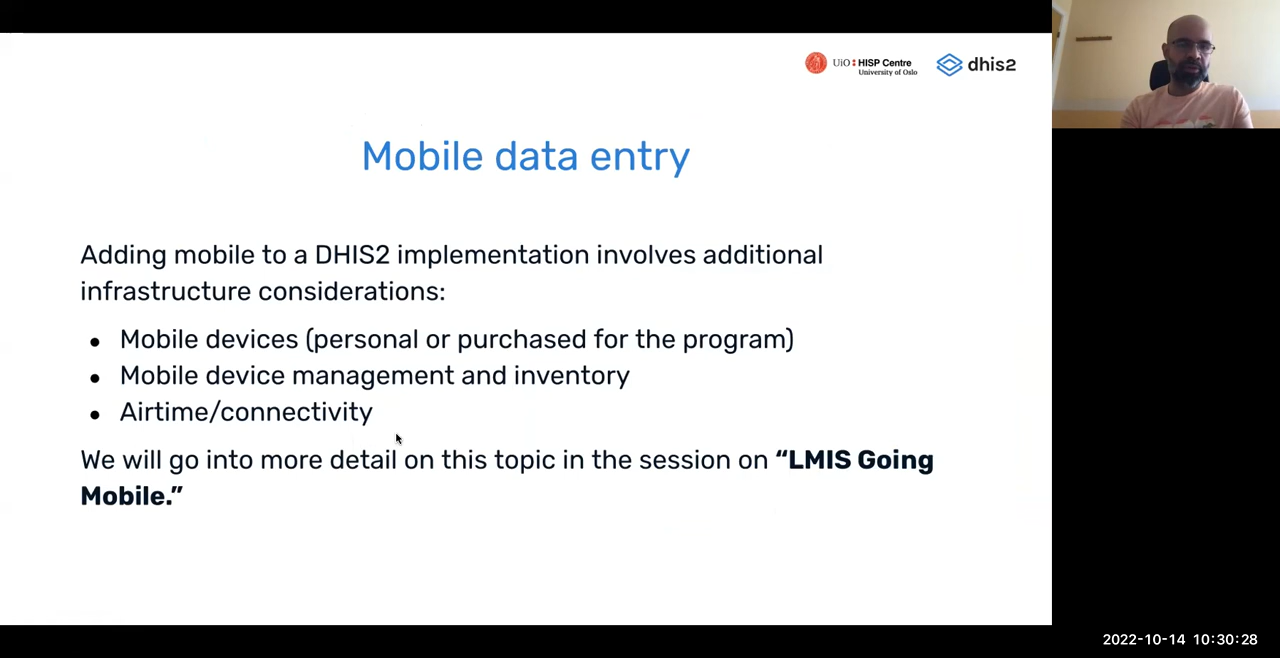 UiO HISP Centre
University of Oslo
dhis2
Mobile data entry
Adding mobile to a DHIS2 implementation involves additional
infrastructure considerations:
● Mobile devices (personal or purchased for the program)
● Mobile device management and inventory
● Airtime/connectivity
We will go into more detail on this topic in the session on “LMIS Going
Mobile.”
2022-10-14 10:30:28